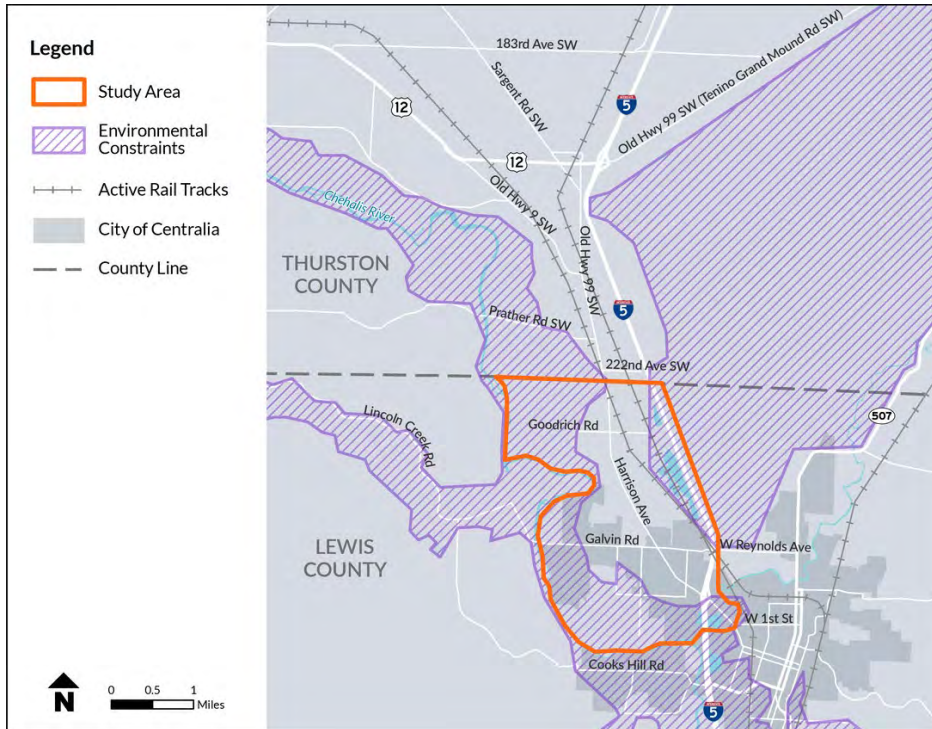 Legend
Study Area
Environmental
Constraints
Active Rail Tracks
City of Centralia
County Line
N
0 0.5 1
Miles
183rd Ave SW
Sargent Rd SW
Old Hwy 99 SW (Tenino Grand Mound Rd SW)
5
12
12
Old Hwy 9 SW
Old Hwy 99 SW
Chehalis River
THURSTON
COUNTY
5
Prather Rd SW
222nd Ave SW
507
Lincoln Creek Rd
Goodrich Rd
Harrison Ave
Galvin Rd
W Reynolds Ave
LEWIS
COUNTY
W 1st St
Cooks Hill Rd
5